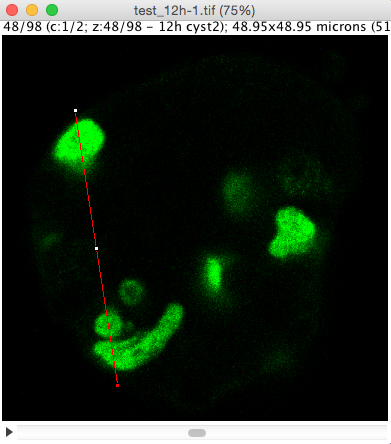 test_12h-1.tif (75%)
48/98 (c:1/2; z:48/98 - 12h cyst2); 48.95x48.95 microns (51